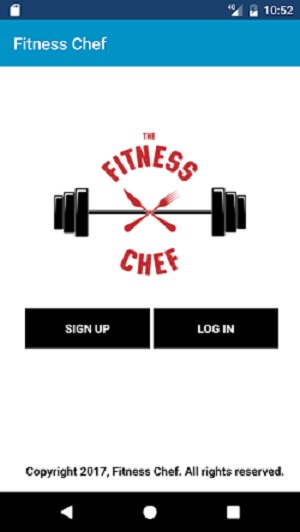 4G 10:52
Fitness Chef
THE
FITNESS
CHEF
SIGN UP LOG IN
Copyright 2017, Fitness Chef. All rights reserved.